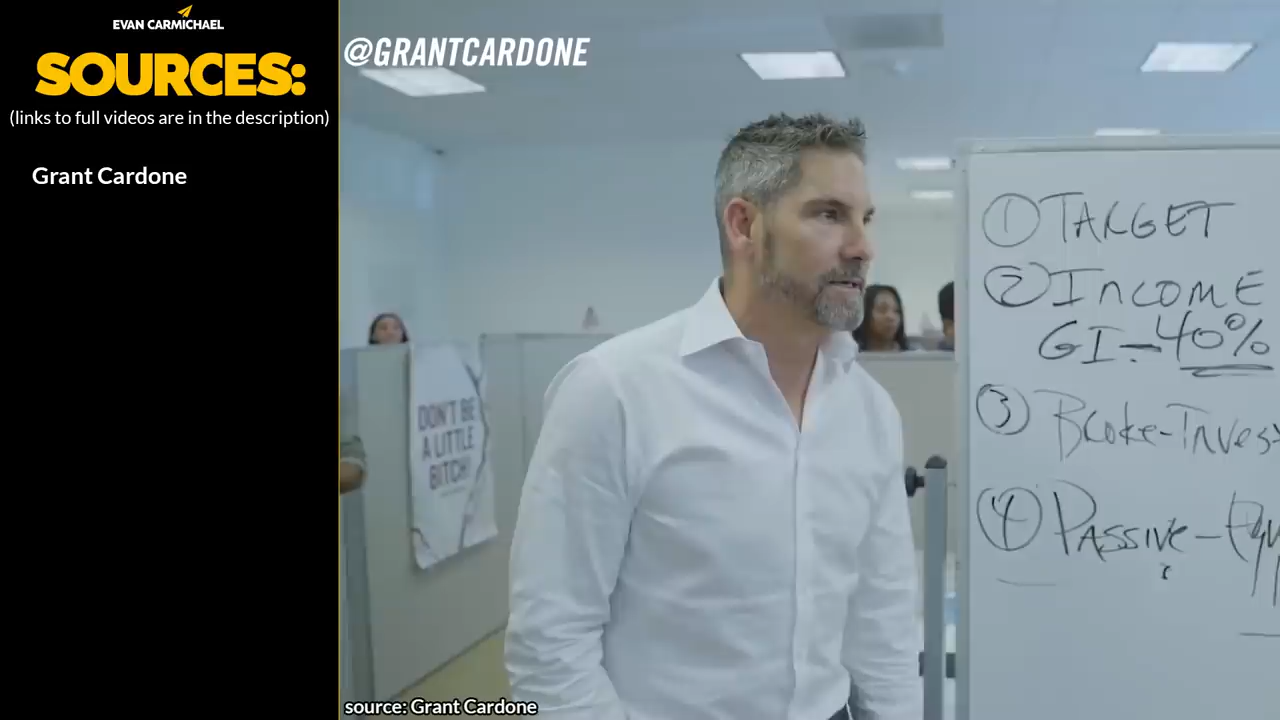 EVAN CARMICHAEL
SOURCES:
(links to full videos are in the description)
Grant Cardone
@GRANTCARDONE
DON'T BE
A LITTLE
BITCH!
① TARGET
② INCOME
GI-40%
③ Broke-Inves
④ PASSIVE-
source: Grant Cardone